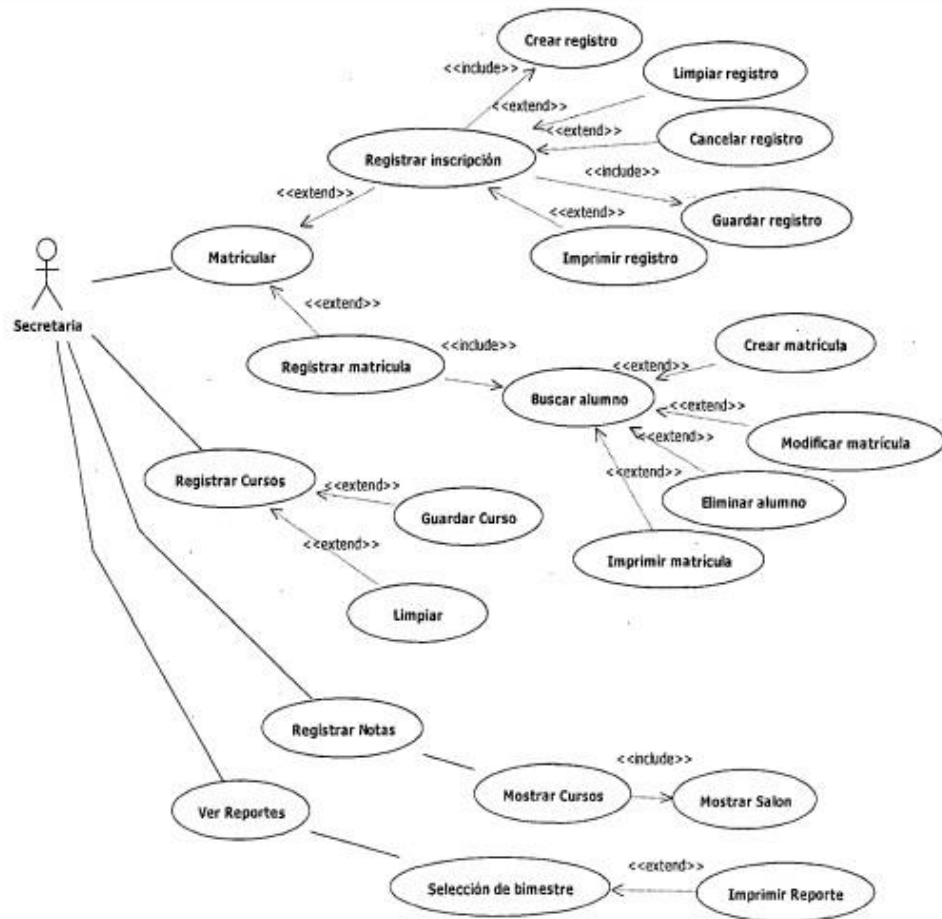 Crear registro
<<include>>
Limpiar registro
<<extend>>
<<extend>>
Cancelar registro
Registrar inscripción
<<include>>
<<extend>>
Guardar registro
<<extend>>
Imprimir registro
Matricular
<<extend>>
Secretaria
Registrar matrícula
<<include>>
Crear matrícula
<<extend>>
Buscar alumno
<<extend>>
Modificar matrícula
<<extend>>
<<extend>>
Eliminar alumno
Imprimir matrícula
Registrar Cursos
<<extend>>
Guardar Curso
<<extend>>
Limpiar
Registrar Notas
<<include>>
Mostrar Cursos
Mostrar Salon
Ver Reportes
<<extend>>
Selección de bimestre
Imprimir Reporte